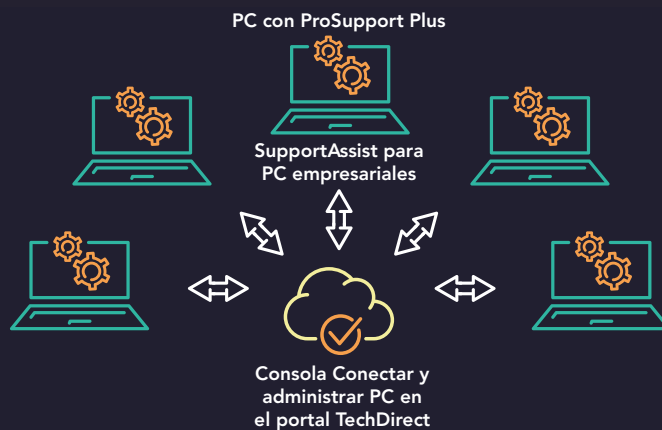 PC con ProSupport Plus
SupportAssist para
PC empresariales
Consola Conectar y
administrar PC en
el portal TechDirect